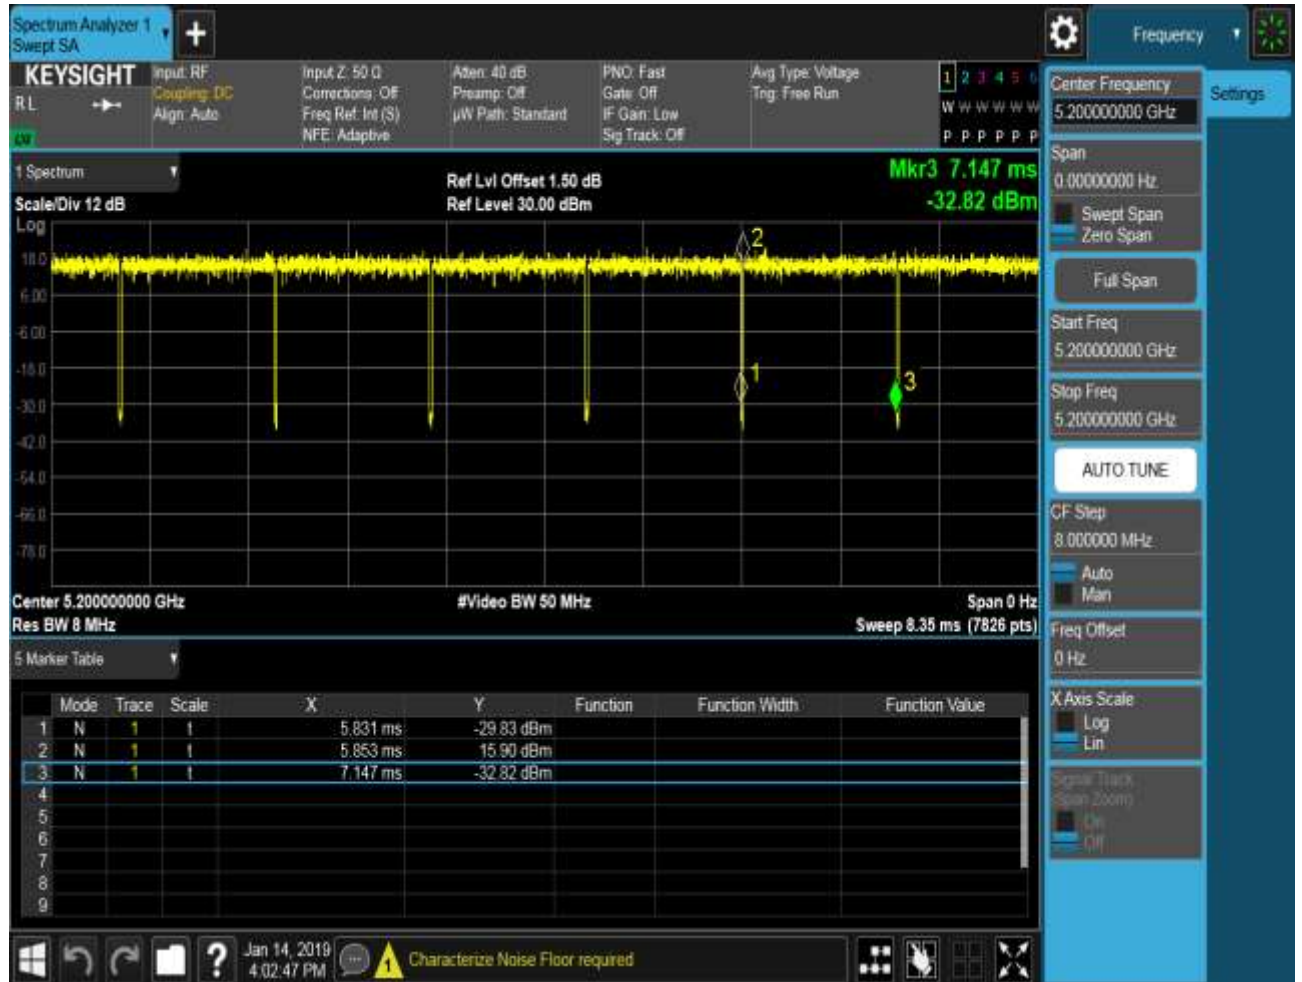 Spectrum Analyzer 1
Swept SA
+
Frequency
KEYSIGHT
RL
Input: RF
Coupling: DC
Align: Auto
Input Z: 50 Ω
Corrections: Off
Freq Ref: Int (S)
NFE: Adaptive
Atten: 40 dB
Preamp: Off
µW Path: Standard
PNO: Fast
Gate: Off
IF Gain: Low
Sig Track: Off
Avg Type: Voltage
Trig: Free Run
1 2 3 4 5 6
W W W W W W
P P P P P P
1 Spectrum
Scale/Div 12 dB
Log
Ref Lvl Offset 1.50 dB
Ref Level 30.00 dBm
Mkr3 7.147 ms
-32.82 dBm
18.0
6.00
-6.00
-18.0
-30.0
-42.0
-54.0
-66.0
-78.0
2
1
3
Center 5.200000000 GHz
#Video BW 50 MHz
Span 0 Hz
Res BW 8 MHz
Sweep 8.35 ms (7826 pts)
5 Marker Table
Mode Trace Scale X Y Function Function Width Function Value
1 N 1 t 5.831 ms -29.83 dBm
2 N 1 t 5.853 ms 15.90 dBm
3 N 1 t 7.147 ms -32.82 dBm
4
5
6
7
8
9
Center Frequency
5.200000000 GHz
Settings
Span
0.00000000 Hz
Swept Span
Zero Span
Full Span
Start Freq
5.200000000 GHz
Stop Freq
5.200000000 GHz
AUTO TUNE
CF Step
8.000000 MHz
Auto
Man
Freq Offset
0 Hz
X Axis Scale
Log
Lin
Signal Track
(Span Zoom)
On
Off
?
Jan 14, 2019
4:02:47 PM
1
Characterize Noise Floor required